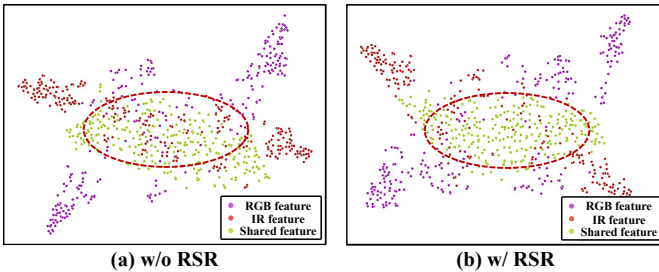 RGB feature
IR feature
Shared feature
(a) w/o RSR
RGB feature
IR feature
Shared feature
(b) w/ RSR